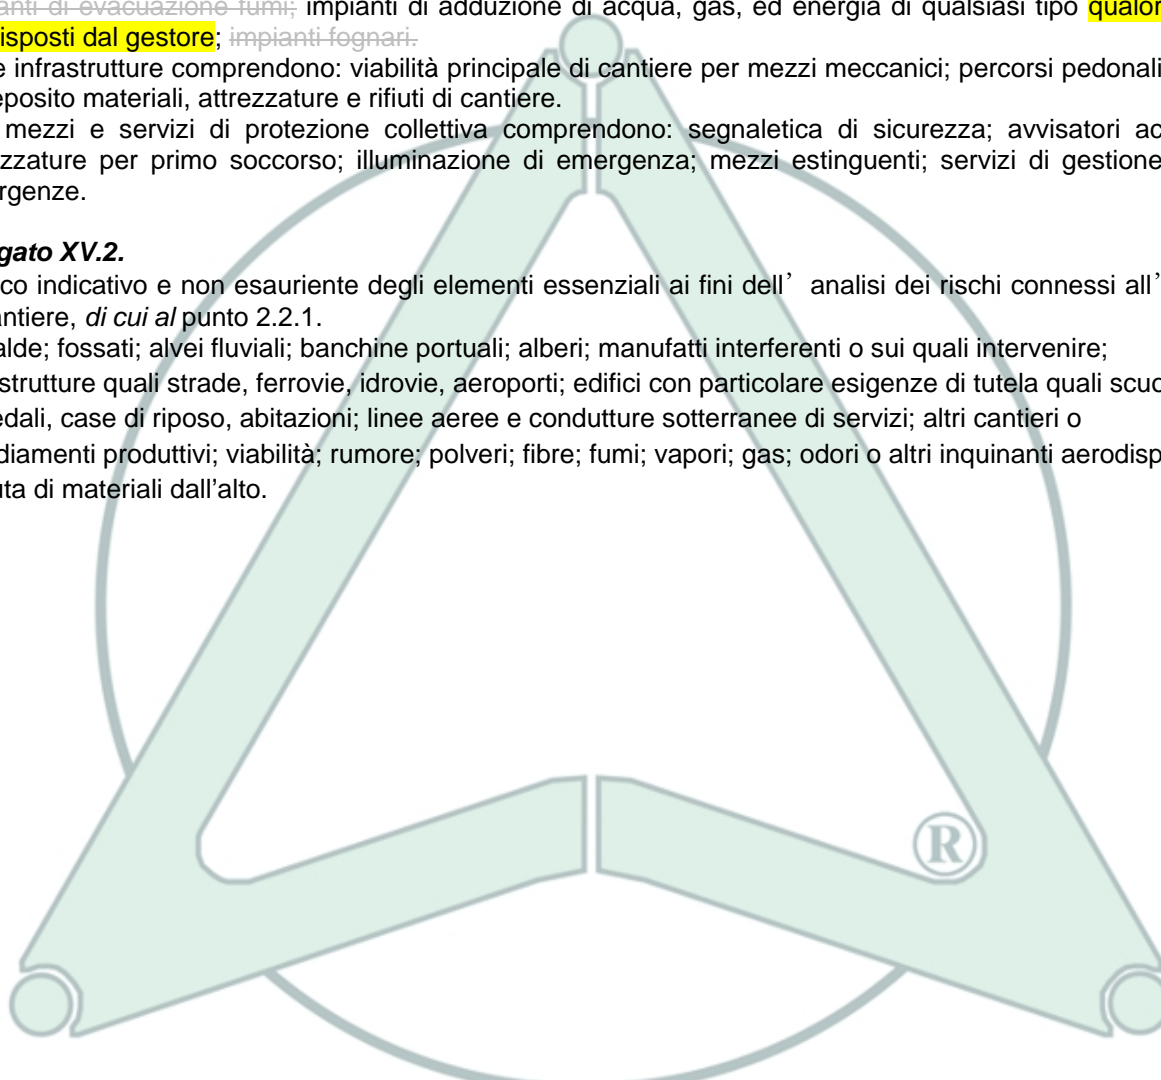 anti di evacuazione fumi; impianti di adduzione di acqua, gas, ed energia di qualsiasi tipo qualor
isposti dal gestore; impianti fognari.
e infrastrutture comprendono: viabilità principale di cantiere per mezzi meccanici; percorsi pedonali
eposito materiali, attrezzature e rifiuti di cantiere.
mezzi e servizi di protezione collettiva comprendono: segnaletica di sicurezza; avvisatori ac
zzature per primo soccorso; illuminazione di emergenza; mezzi estinguenti; servizi di gestione
rgenze.
gato XV.2.
co indicativo e non esauriente degli elementi essenziali ai fini dell’ analisi dei rischi connessi all’
antiere, di cui al punto 2.2.1.
alde; fossati; alvei fluviali; banchine portuali; alberi; manufatti interferenti o sui quali intervenire;
strutture quali strade, ferrovie, idrovie, aeroporti; edifici con particolare esigenze di tutela quali scuo
edali, case di riposo, abitazioni; linee aeree e condutture sotterranee di servizi; altri cantieri o
diamenti produttivi; viabilità; rumore; polveri; fibre; fumi; vapori; gas; odori o altri inquinanti aerodisp
uta di materiali dall’alto.
®